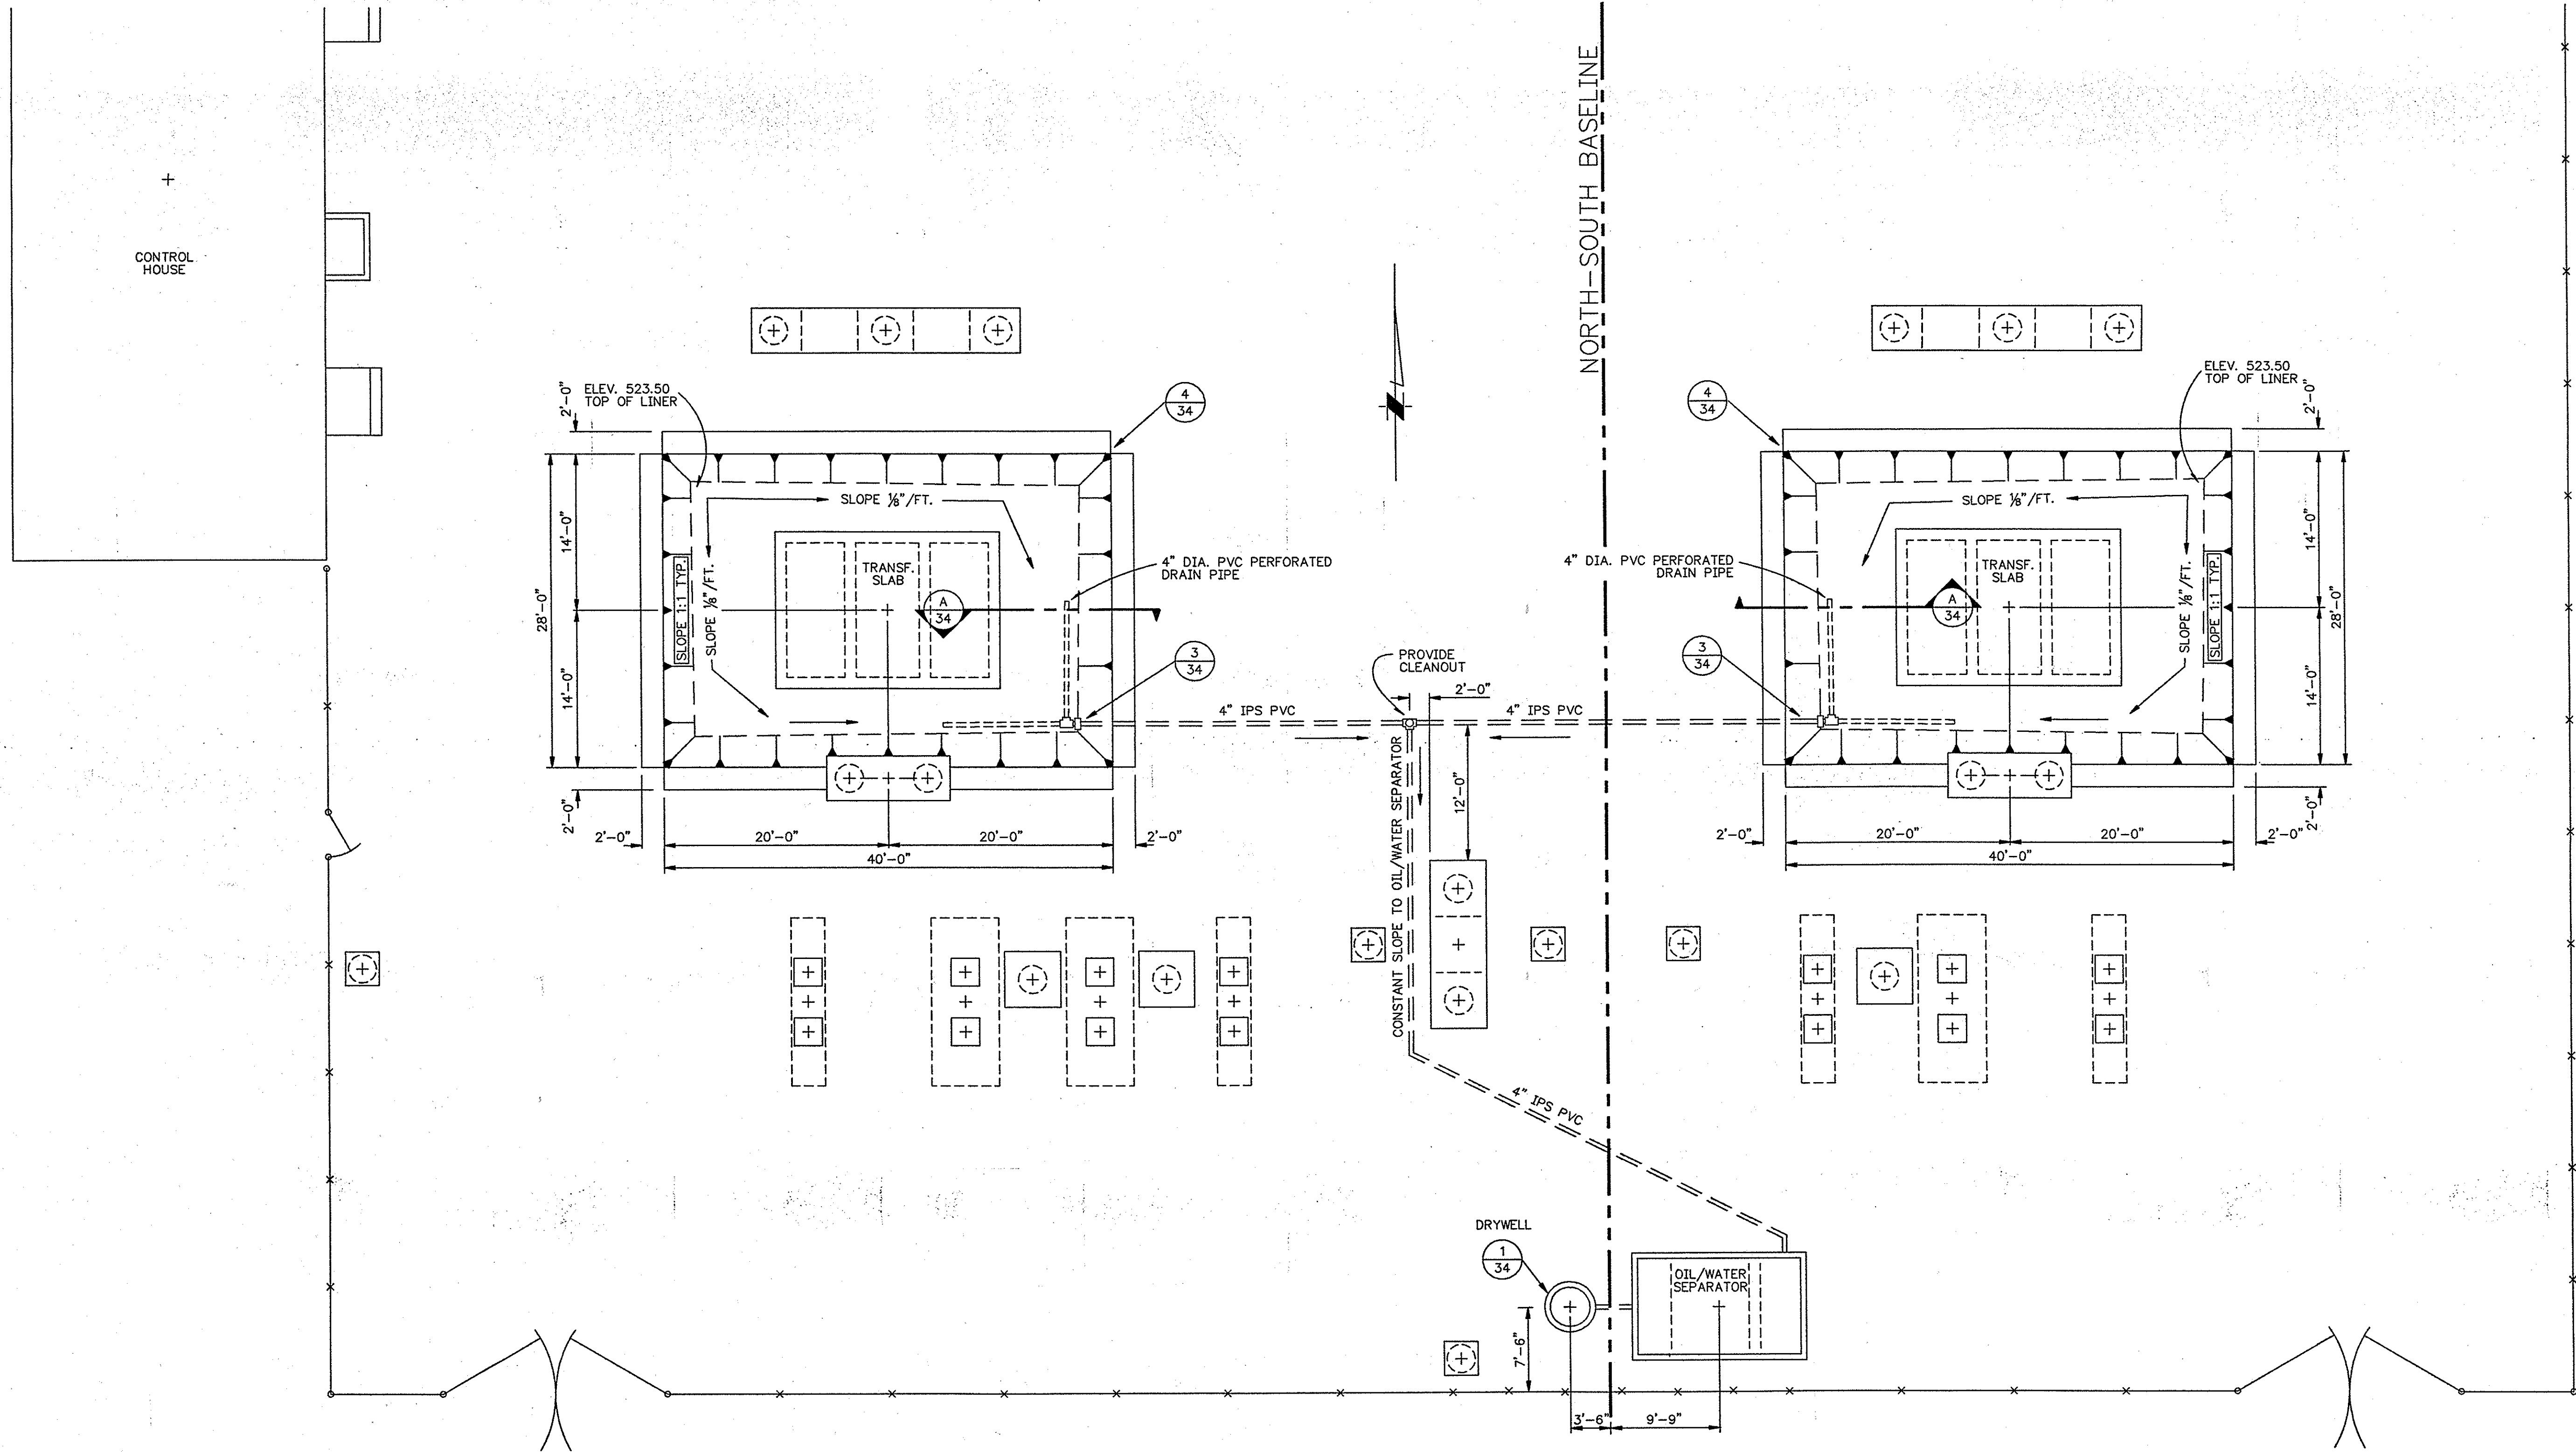 NORTH-SOUTH BASELINE
CONTROL
HOUSE
ELEV. 523.50
TOP OF LINER
2'-0"
4
34
SLOPE 1/8"/FT.
SLOPE 1/8"/FT.
SLOPE 1:1 TYP.
TRANSF.
SLAB
A
34
4" DIA. PVC PERFORATED
DRAIN PIPE
14'-0"
28'-0"
14'-0"
3
34
2'-0"
2'-0"
20'-0"
20'-0"
2'-0"
40'-0"
4" IPS PVC
PROVIDE
CLEANOUT
2'-0"
4" IPS PVC
12'-0"
CONSTANT SLOPE TO OIL/WATER SEPARATOR
4" IPS PVC
4
34
ELEV. 523.50
TOP OF LINER
2'-0"
SLOPE 1/8"/FT.
4" DIA. PVC PERFORATED
DRAIN PIPE
TRANSF.
SLAB
A
34
SLOPE 1/8"/FT.
SLOPE 1:1 TYP.
14'-0"
28'-0"
14'-0"
3
34
2'-0"
2'-0"
20'-0"
20'-0"
2'-0"
40'-0"
DRYWELL
1
34
OIL/WATER
SEPARATOR
7'-6"
3'-6"
9'-9"